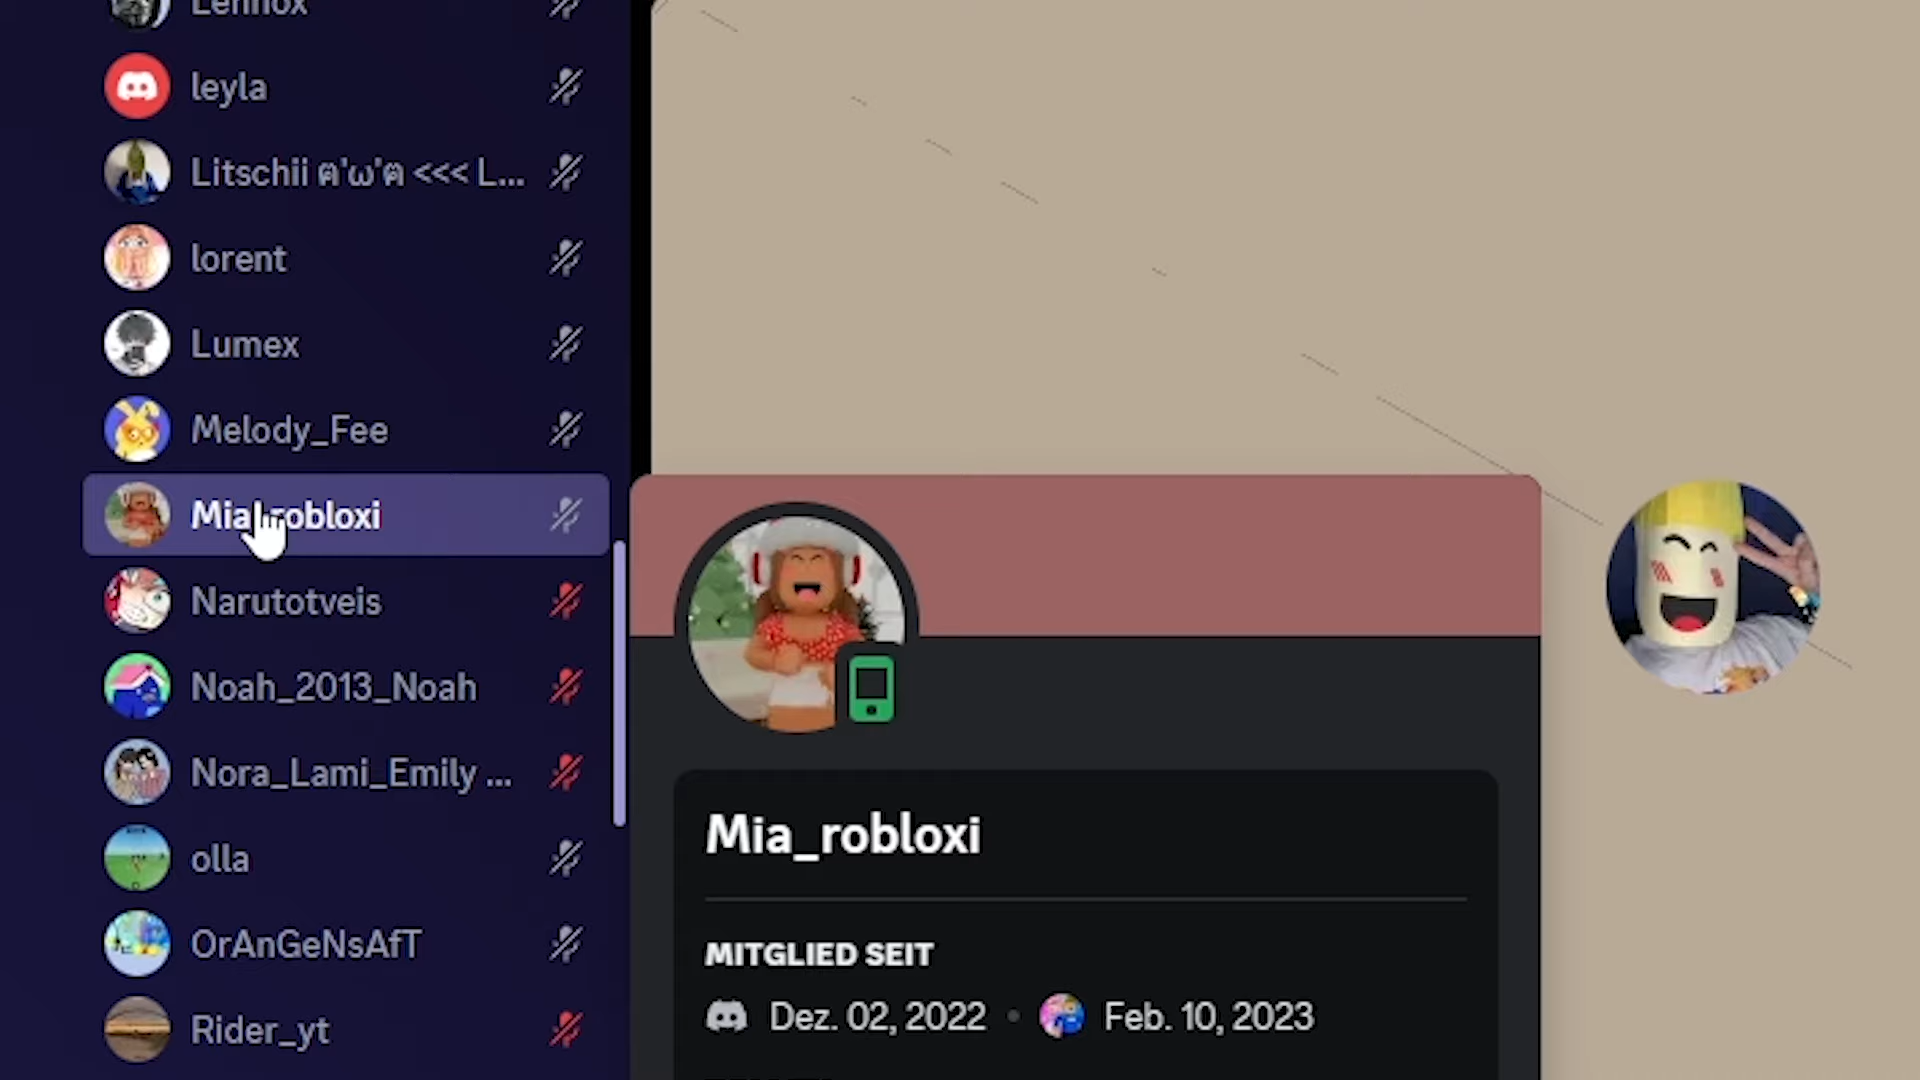 Lennox
leyla
Litschii ฅ'ω'ฅ <<< L...
lorent
Lumex
Melody_Fee
Mia_robloxi
Narutotveis
Noah_2013_Noah
Nora_Lami_Emily ...
olla
OrAnGeNsAfT
Rider_yt
Mia_robloxi
MITGLIED SEIT
Dez. 02, 2022 • Feb. 10, 2023